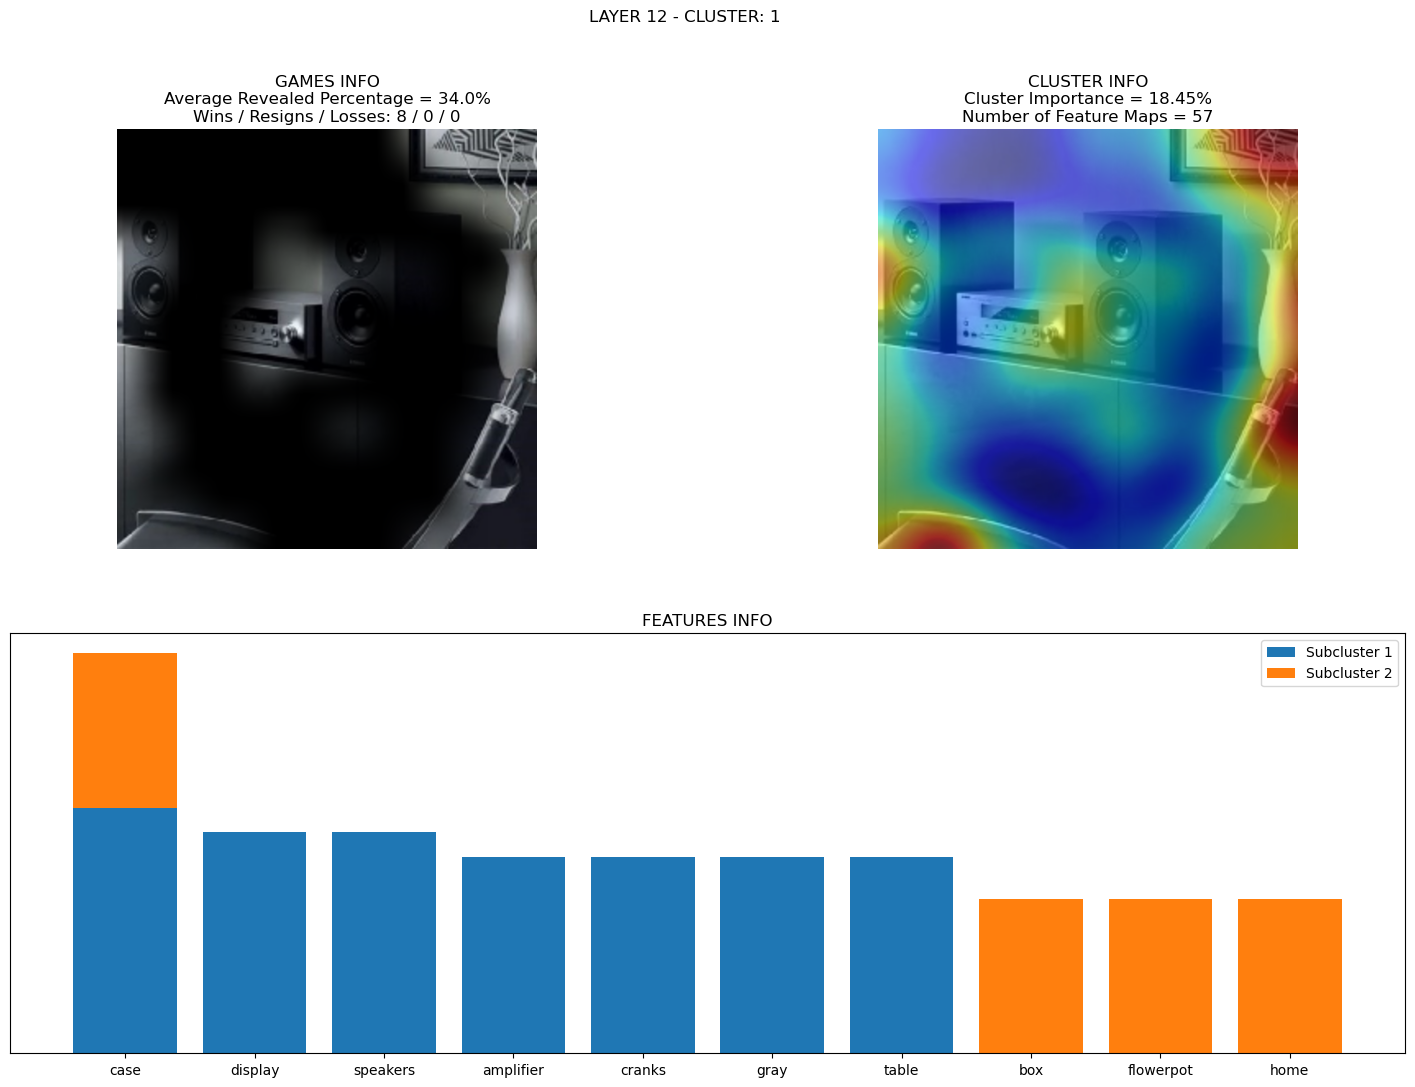 LAYER 12 - CLUSTER: 1
GAMES INFO
Average Revealed Percentage = 34.0%
Wins / Resigns / Losses: 8 / 0 / 0
CLUSTER INFO
Cluster Importance = 18.45%
Number of Feature Maps = 57
FEATURES INFO
Subcluster 1
Subcluster 2
case
display
speakers
amplifier
cranks
gray
table
box
flowerpot
home